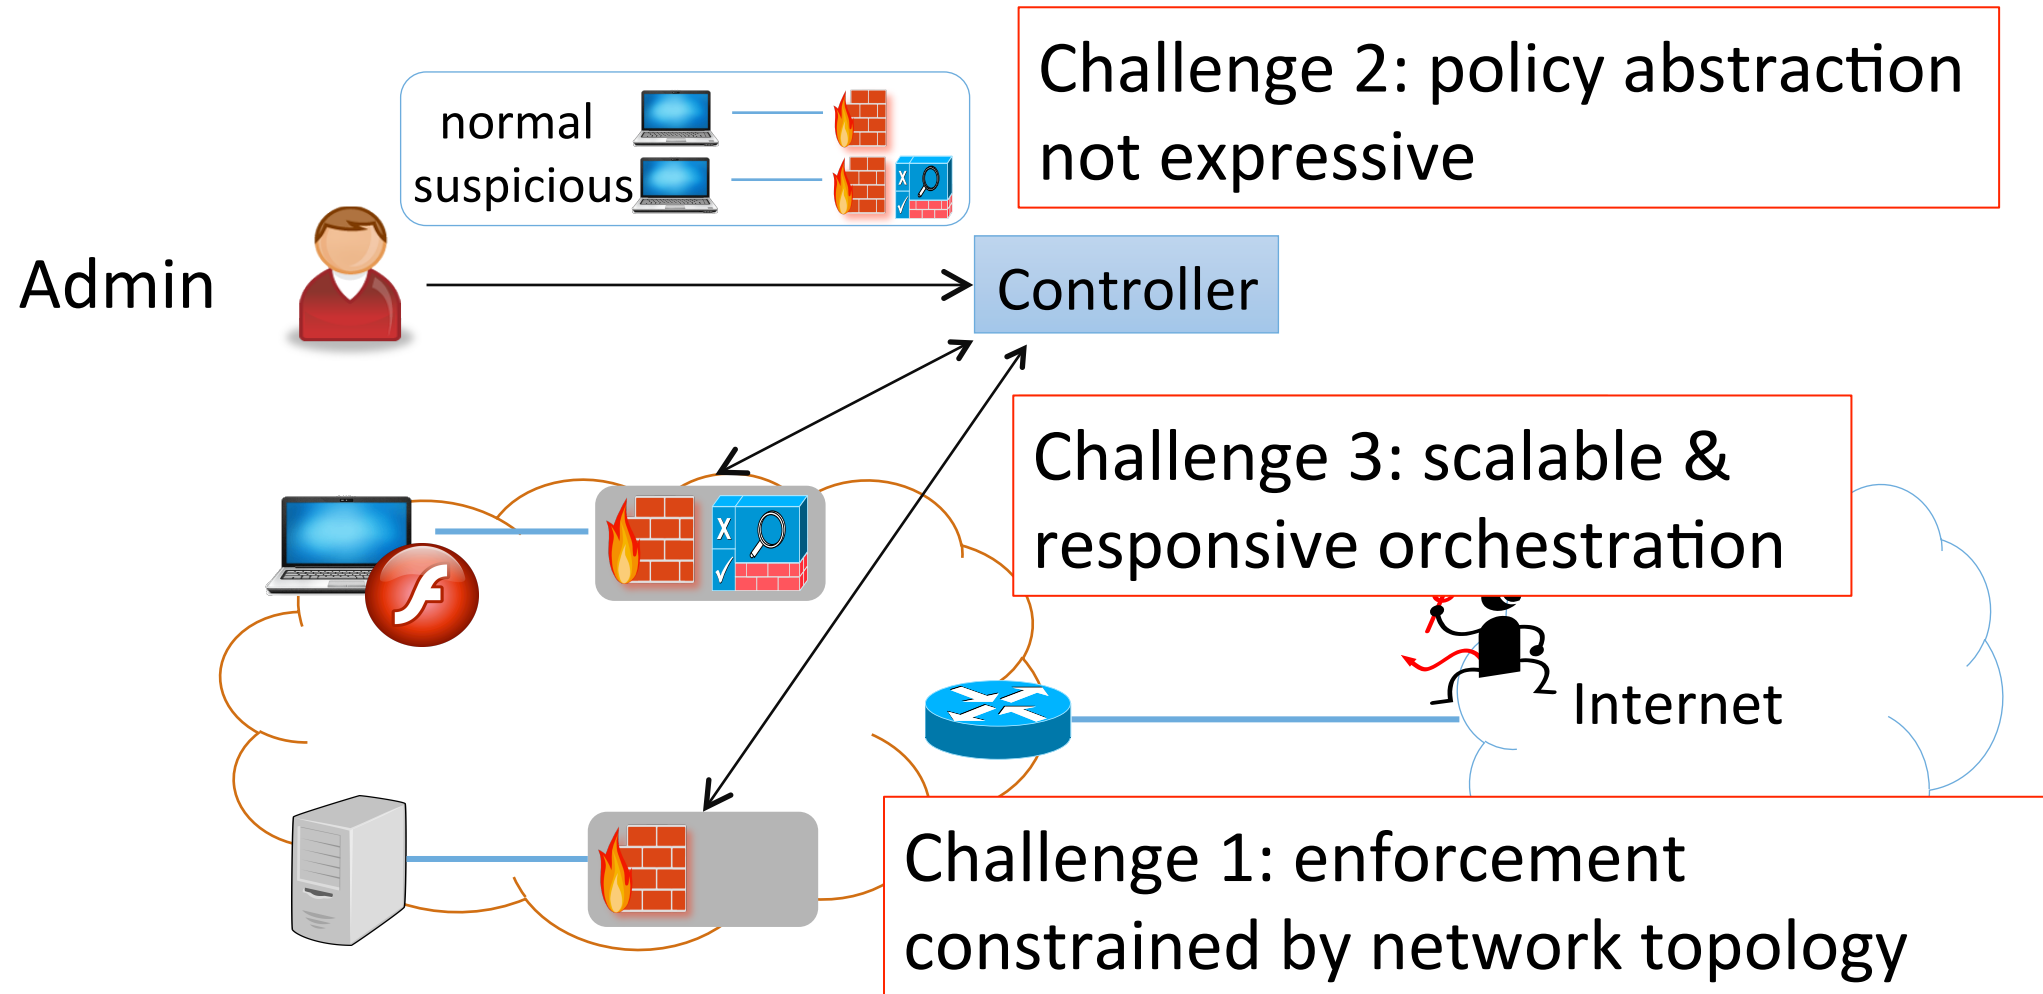 Challenge 2: policy abstraction
not expressive
normal
suspicious
Admin
Controller
Challenge 3: scalable &
responsive orchestration
Internet
Challenge 1: enforcement
constrained by network topology